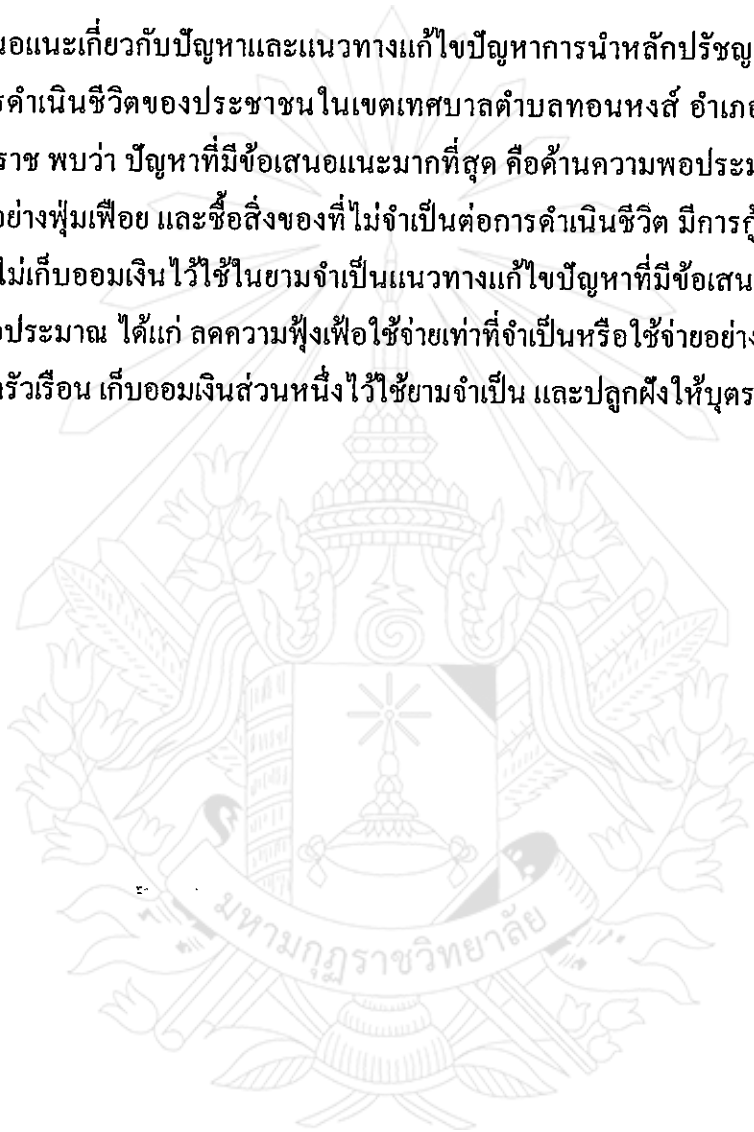 นอแนะเกี่ยวกับปัญหาและแนวทางแก้ไขปัญหาการนำหลักปรัชญ
รดำเนินชีวิตของประชาชนในเขตเทศบาลตำบลทอนหงส์ อำเภอ
ราช พบว่า ปัญหาที่มีข้อเสนอแนะมากที่สุด คือด้านความพอประม
อย่างฟุ่มเฟือย และซื้อสิ่งของที่ไม่จำเป็นต่อการดำเนินชีวิต มีการกู้
ไม่เก็บออมเงินไว้ใช้ในยามจำเป็นแนวทางแก้ไขปัญหาที่มีข้อเสน
อประมาณ ได้แก่ ลดความฟุ้งเฟ้อใช้จ่ายเท่าที่จำเป็นหรือใช้จ่ายอย่าง
ครัวเรือน เก็บออมเงินส่วนหนึ่งไว้ใช้ยามจำเป็น และปลูกฝังให้บุตร
มหามกุฏราชวิทยาลัย